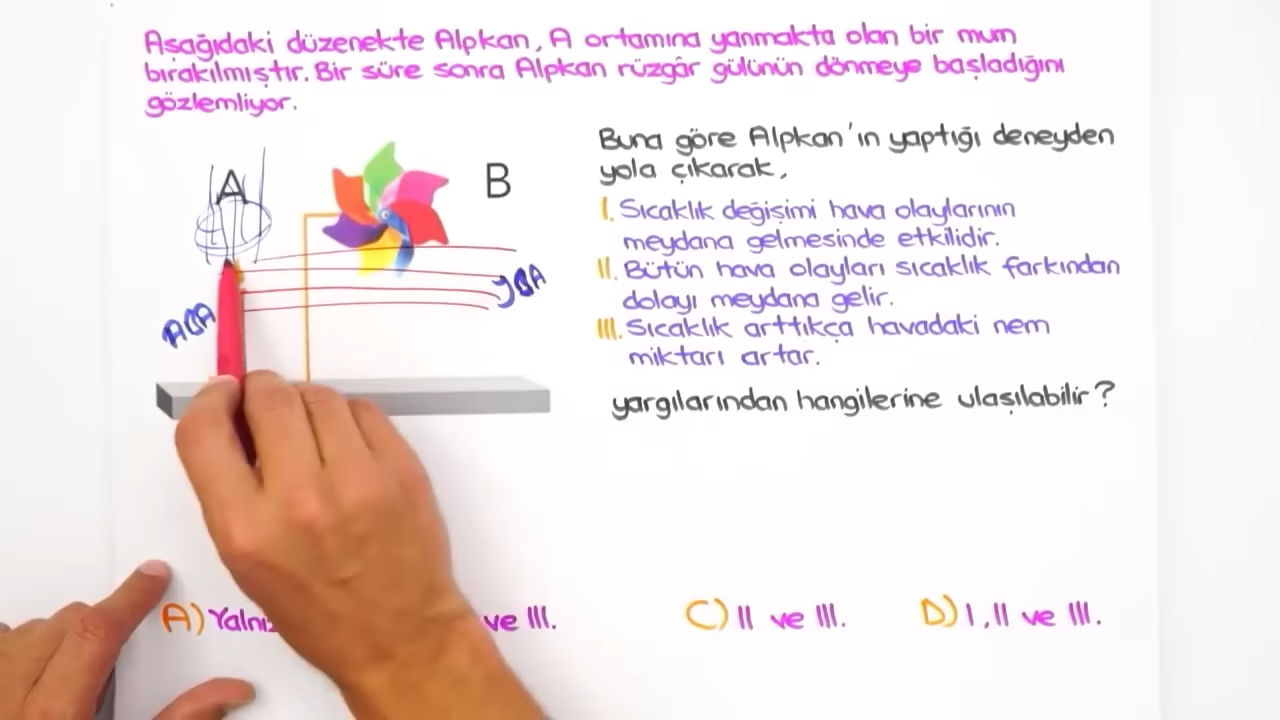 Aşağıdaki düzenekte Alpkan, A ortamına yanmakta olan bir mum
bırakılmıştır. Bir süre sonra Alpkan rüzgâr gülünün dönmeye başladığını
gözlemliyor.
A
B
ABA
YBA
Buna göre Alpkan'ın yaptığı deneyden
yola çıkarak,
I. Sıcaklık değişimi hava olaylarının
meydana gelmesinde etkilidir.
II. Bütün hava olayları sıcaklık farkından
dolayı meydana gelir.
III. Sıcaklık arttıkça havadaki nem
miktarı artar.
yargılarından hangilerine ulaşılabilir?
A) ve III.
C) II ve III.
D) I, II ve III.